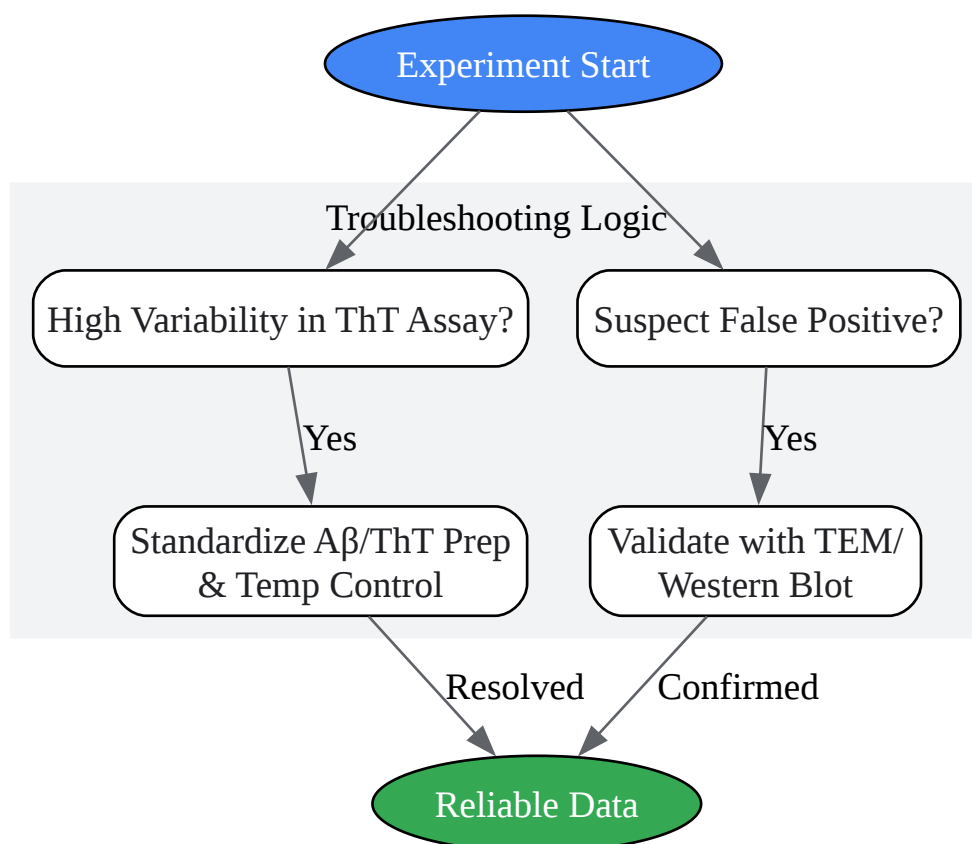 Experiment Start
Troubleshooting Logic
High Variability in ThT Assay?
Suspect False Positive?
Yes
Yes
Standardize Aβ/ThT Prep
& Temp Control
Validate with TEM/
Western Blot
Resolved
Confirmed
Reliable Data